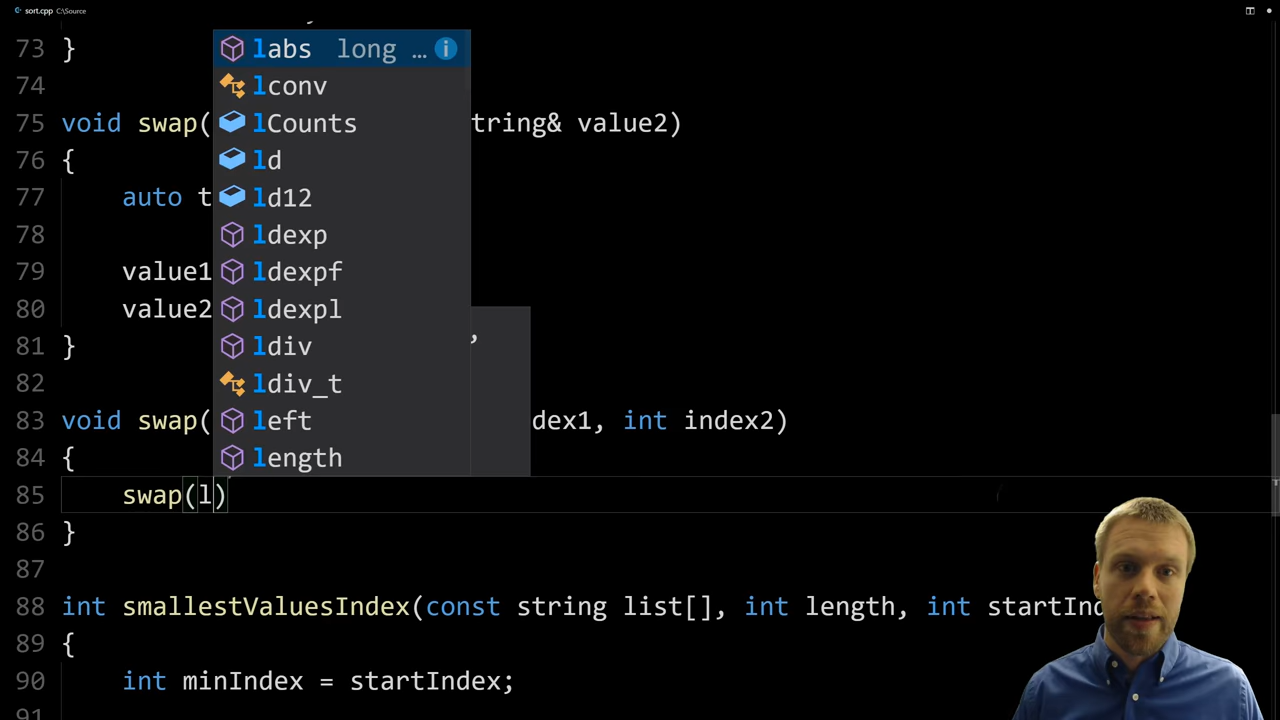 sort.cpp C:\Source
73 }
labs long ... 
74
lconv
75 void swap( tring& value2)
lCounts
76 {
ld
77 auto t
ld12
78
ldexp
79 value1
ldexpf
80 value2
ldexpl
81 }
ldiv
,
82
ldiv_t
83 void swap( dex1, int index2)
left
84 {
length
85 swap(l)
86 }
87
88 int smallestValuesIndex(const string list[], int length, int startInd
89 {
90 int minIndex = startIndex;
91